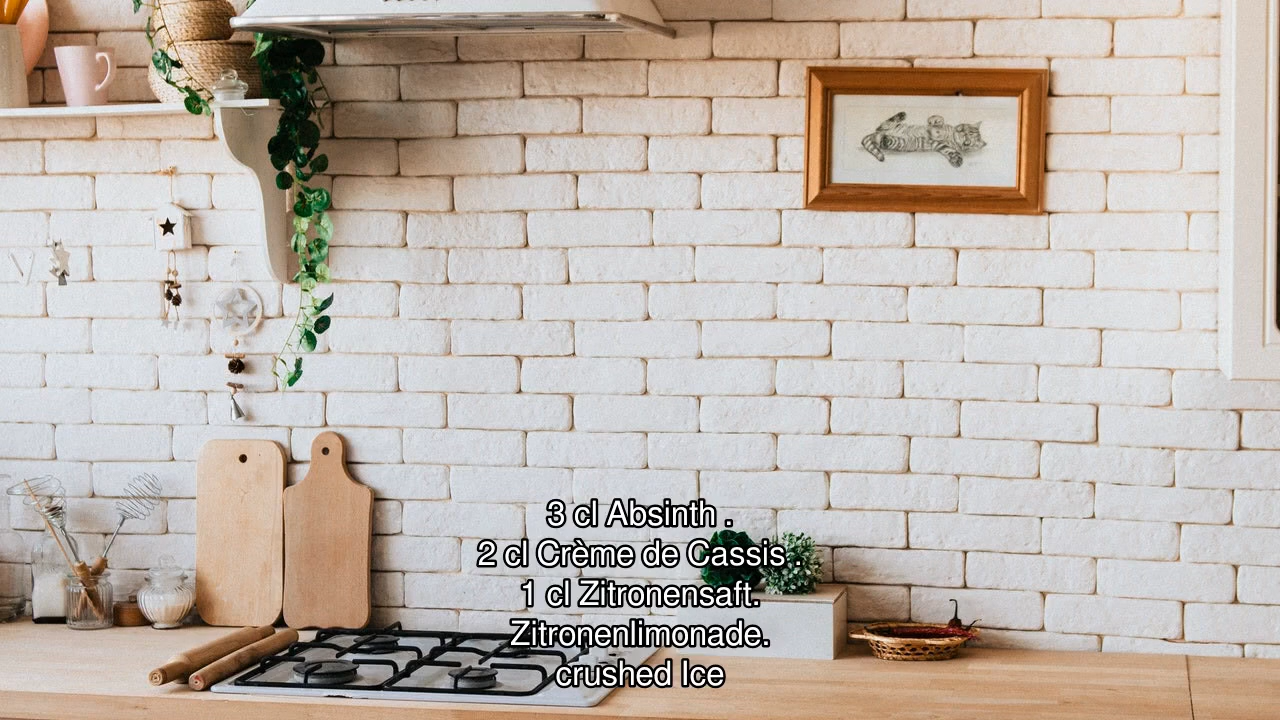 3 cl Absinth .
2 cl Crème de Cassis .
1 cl Zitronensaft.
Zitronenlimonade.
crushed Ice